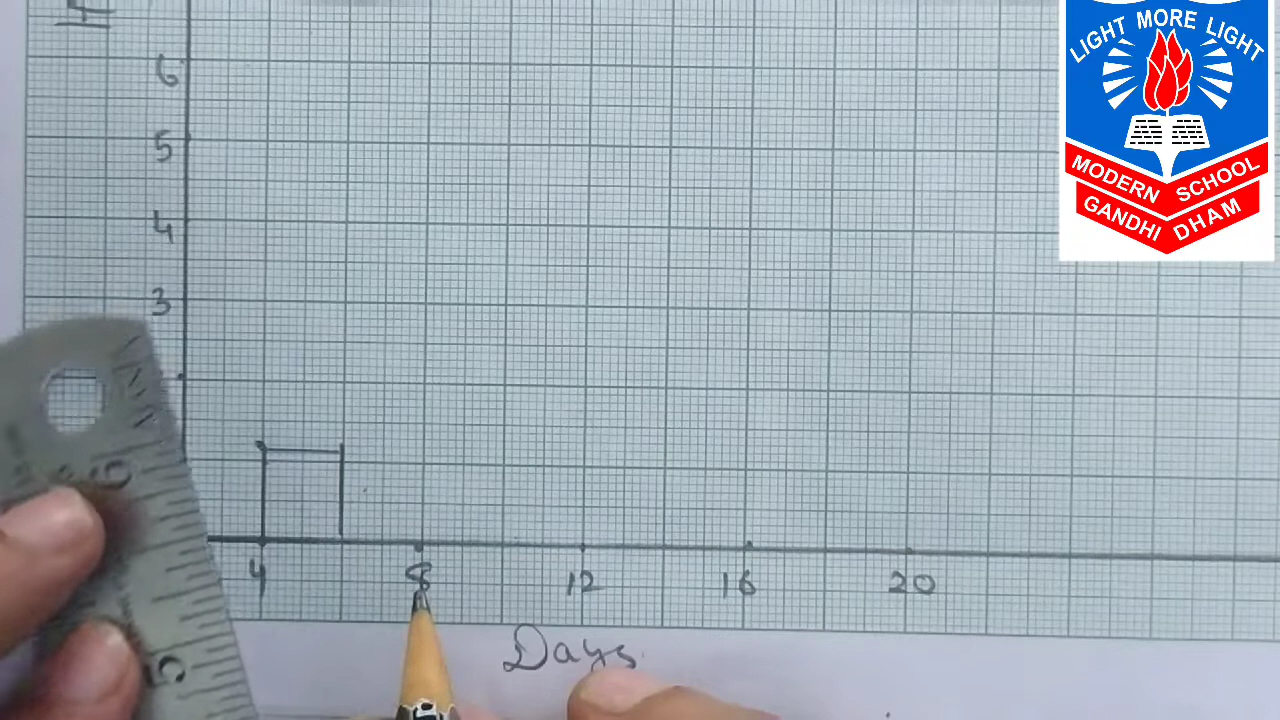 LIGHT MORE LIGHT
MODERN SCHOOL
GANDHI DHAM
6
5
4
3
4 8 12 16 20
Days